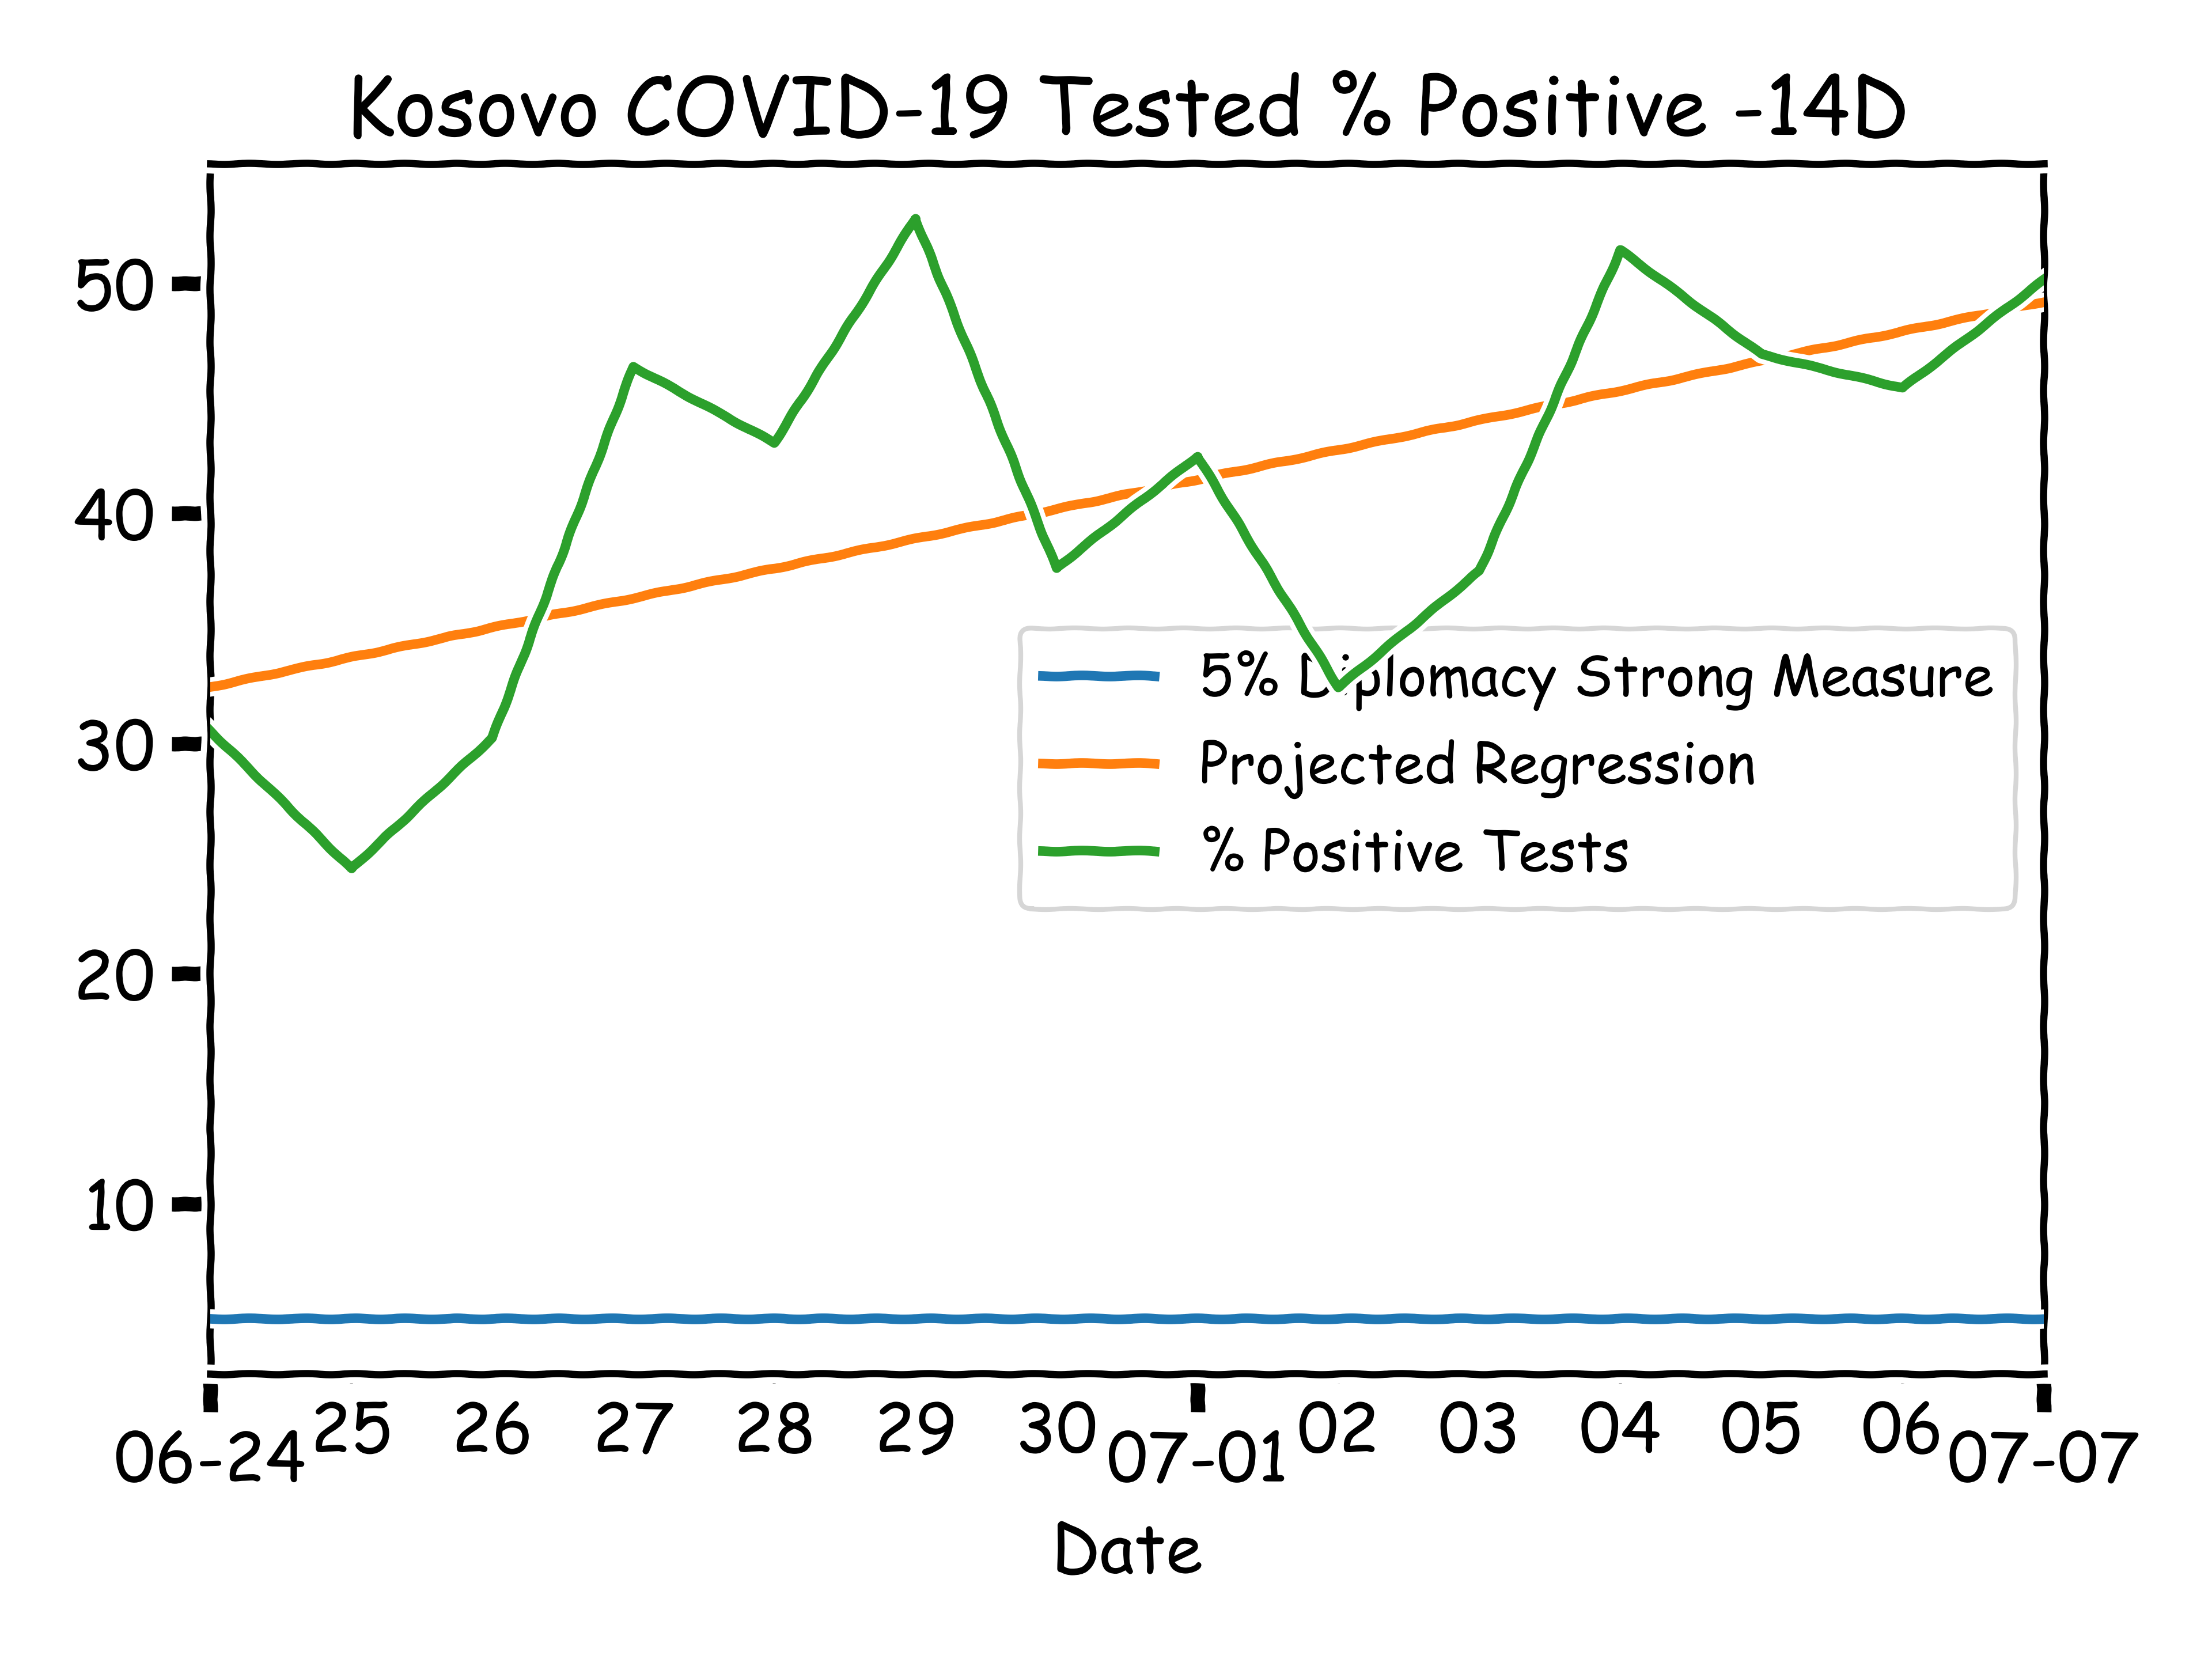 Kosovo COVID-19 Tested % Positive -14D
50
40
30
20
10
5% Diplomacy Strong Measure
Projected Regression
% Positive Tests
06-24 25 26 27 28 29 30 07-01 02 03 04 05 06 07-07
Date